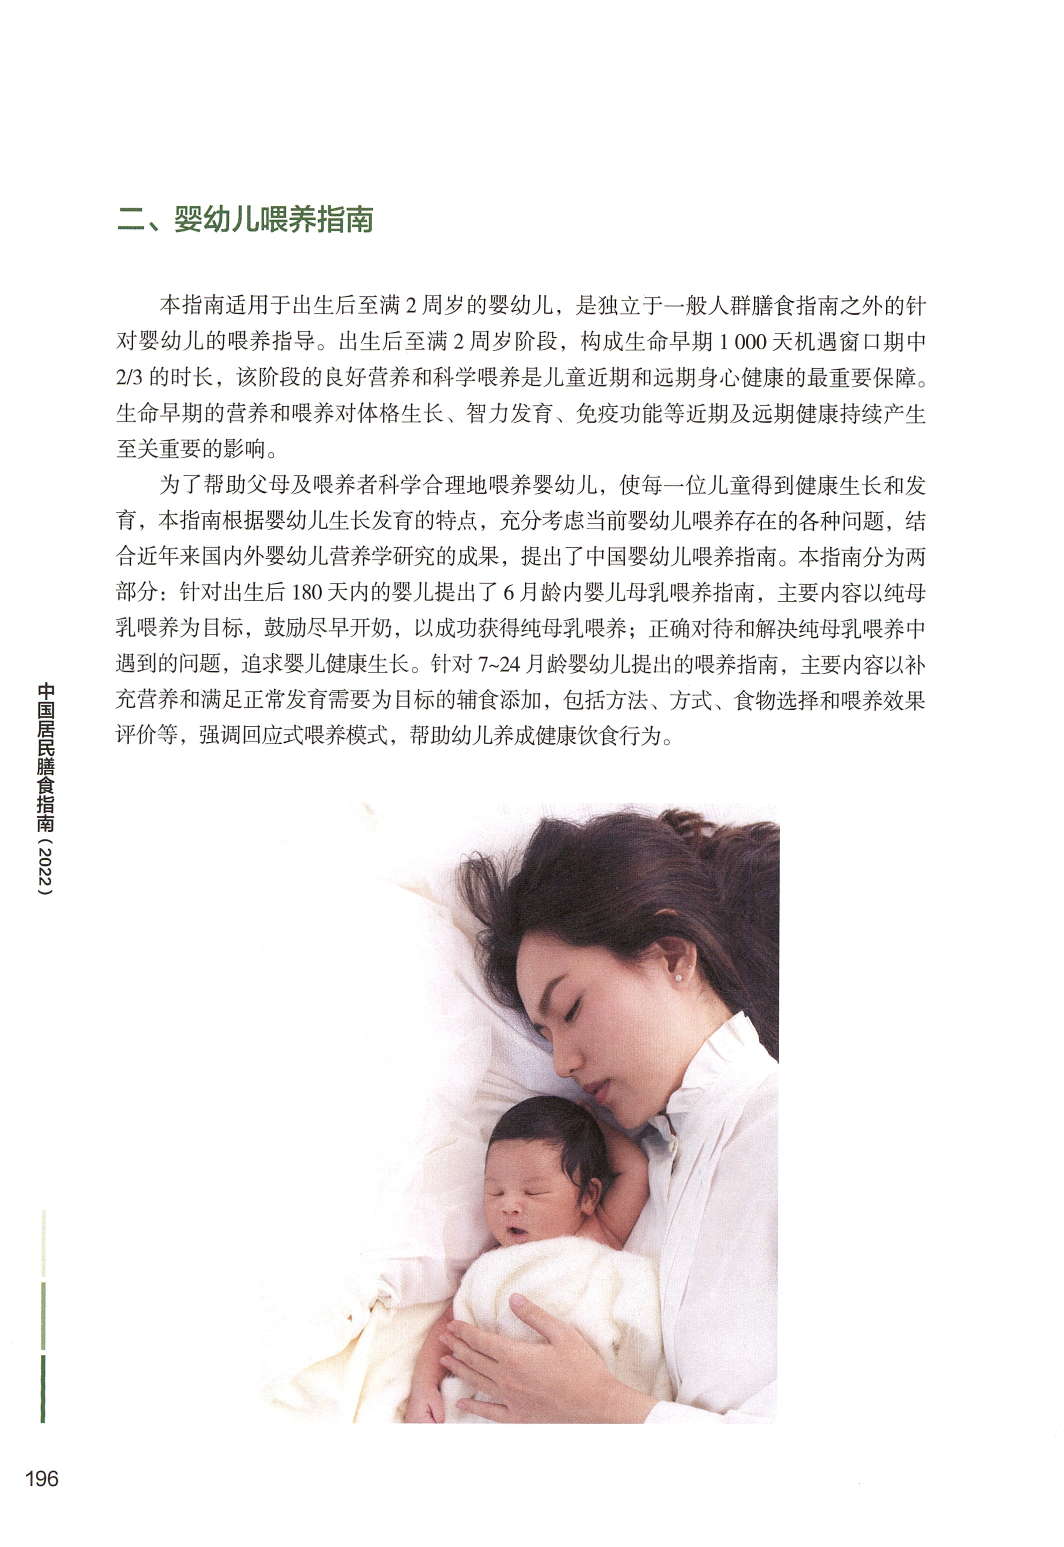 二、婴幼儿喂养指南
本指南适用于出生后至满 2 周岁的婴幼儿，是独立于一般人群膳食指南之外的针
对婴幼儿的喂养指导。出生后至满 2 周岁阶段，构成生命早期 1 000 天机遇窗口期中
2/3 的时长，该阶段的良好营养和科学喂养是儿童近期和远期身心健康的最重要保障。
生命早期的营养和喂养对体格生长、智力发育、免疫功能等近期及远期健康持续产生
至关重要的影响。
为了帮助父母及喂养者科学合理地喂养婴幼儿，使每一位儿童得到健康生长和发
育，本指南根据婴幼儿生长发育的特点，充分考虑当前婴幼儿喂养存在的各种问题，结
合近年来国内外婴幼儿营养学研究的成果，提出了中国婴幼儿喂养指南。本指南分为两
部分：针对出生后 180 天内的婴儿提出了 6 月龄内婴儿母乳喂养指南，主要内容以纯母
乳喂养为目标，鼓励尽早开奶，以成功获得纯母乳喂养；正确对待和解决纯母乳喂养中
遇到的问题，追求婴儿健康生长。针对 7~24 月龄婴幼儿提出的喂养指南，主要内容以补
充营养和满足正常发育需要为目标的辅食添加，包括方法、方式、食物选择和喂养效果
评价等，强调回应式喂养模式，帮助幼儿养成健康饮食行为。
中国居民膳食指南（2022）
196